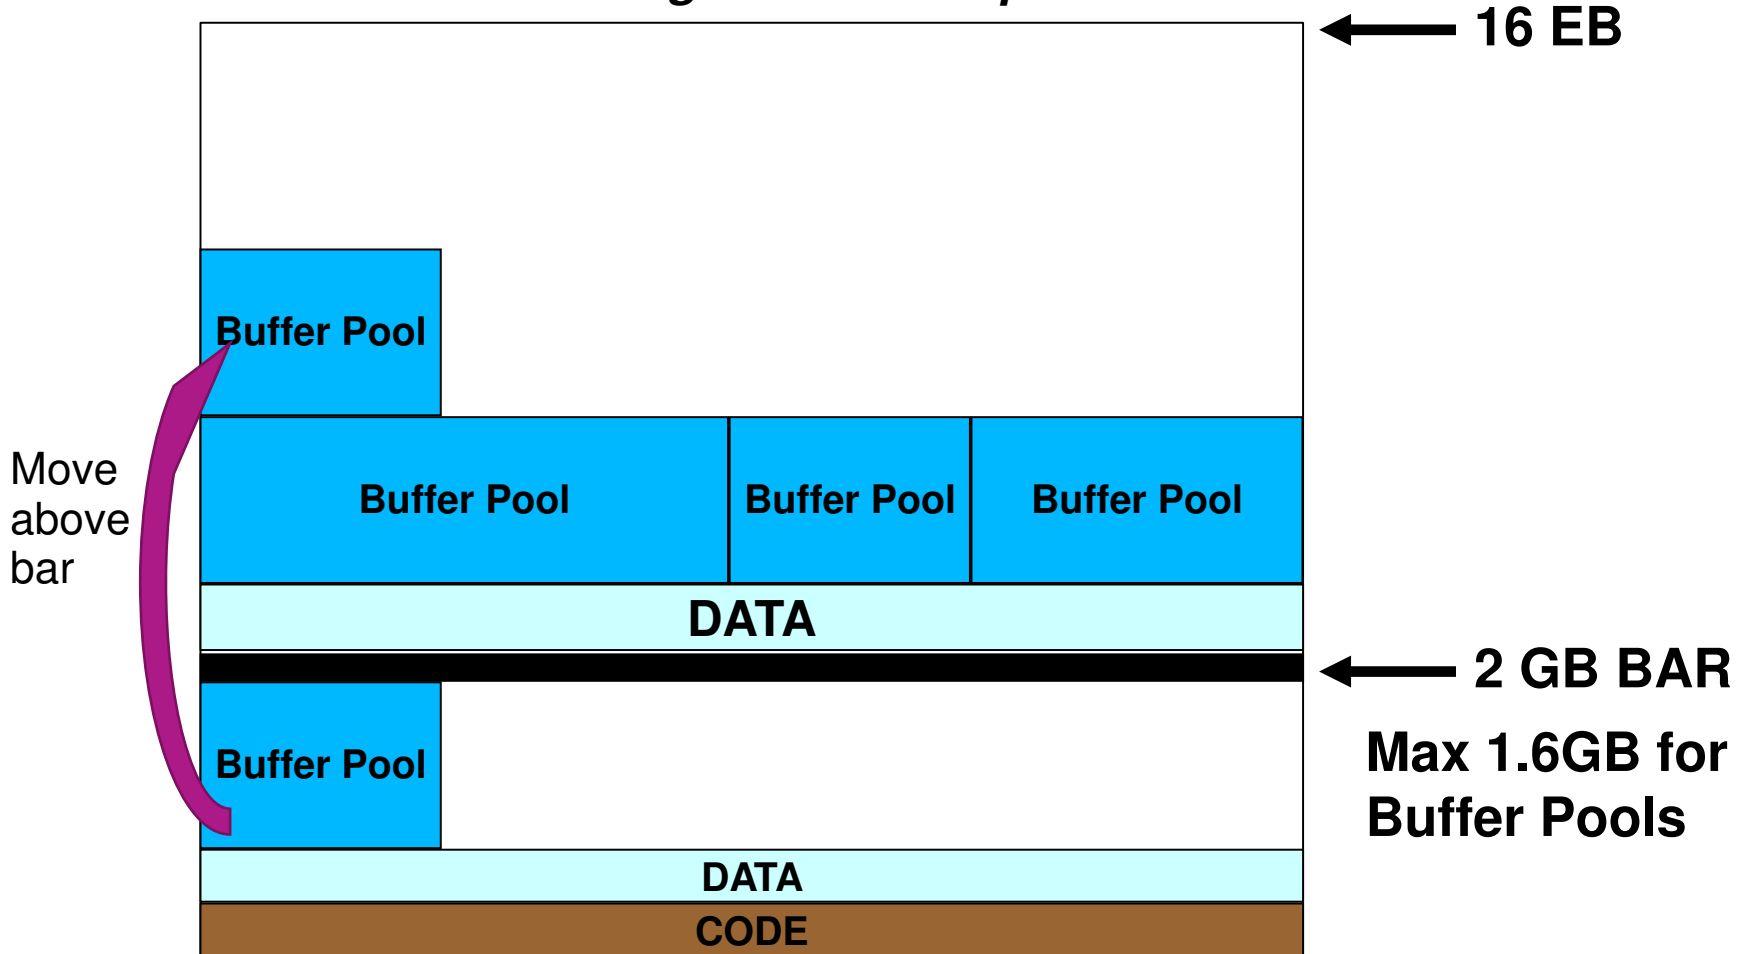 16 EB
Buffer Pool
Move
above
bar
Buffer Pool
Buffer Pool
Buffer Pool
DATA
2 GB BAR
Buffer Pool
Max 1.6GB for
Buffer Pools
DATA
CODE